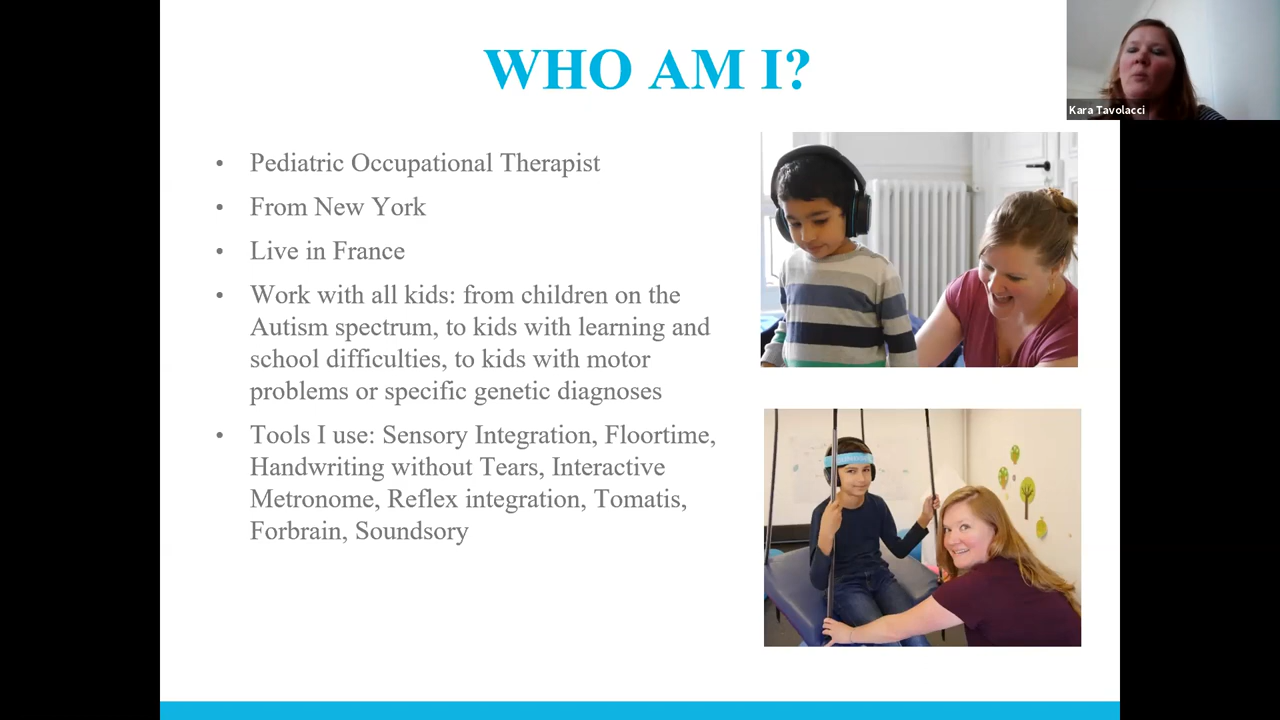 WHO AM I?
Kara Tavolacci
• Pediatric Occupational Therapist
• From New York
• Live in France
• Work with all kids: from children on the
Autism spectrum, to kids with learning and
school difficulties, to kids with motor
problems or specific genetic diagnoses
• Tools I use: Sensory Integration, Floortime,
Handwriting without Tears, Interactive
Metronome, Reflex integration, Tomatis,
Forbrain, Soundsory